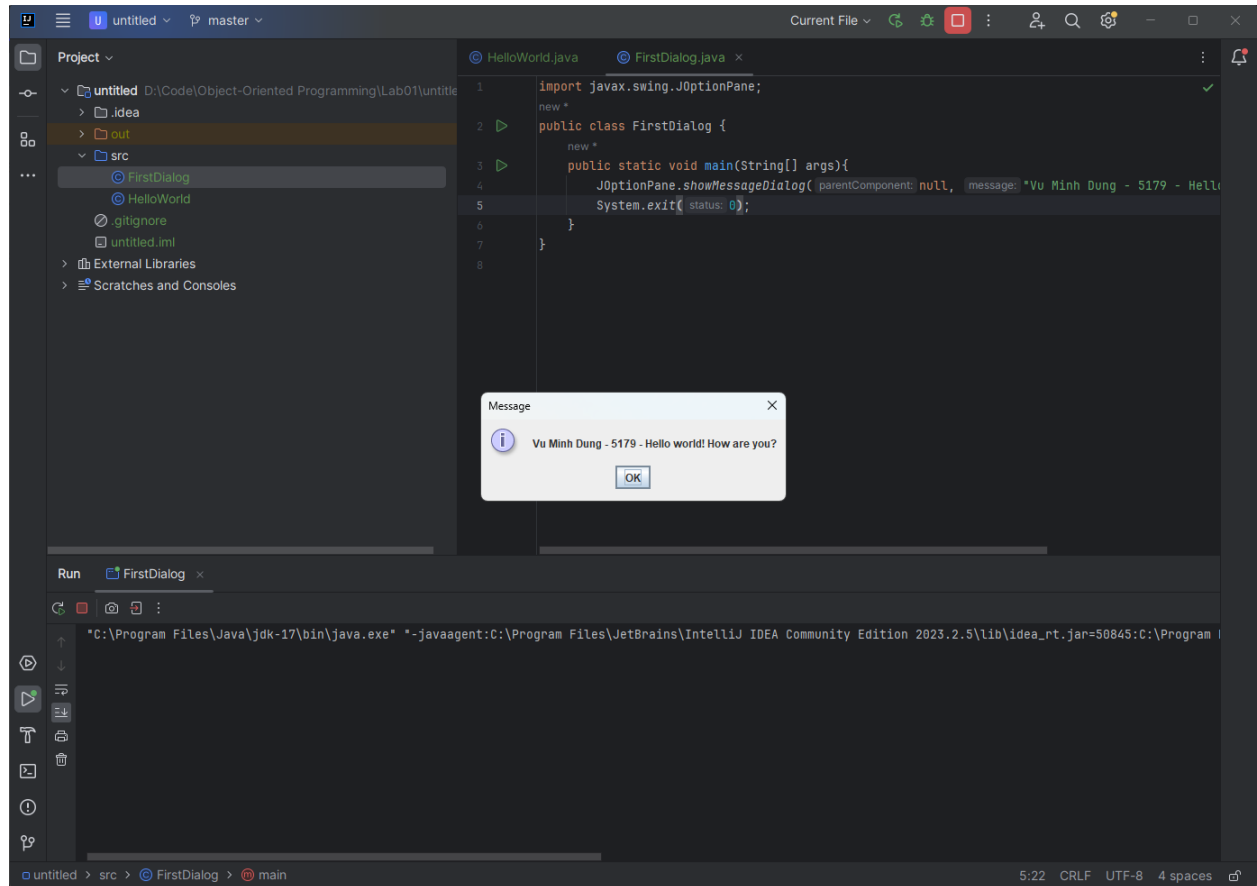 untitled
master
Current File
Project
HelloWorld.java
FirstDialog.java
untitled D:\Code\Object-Oriented Programming\Lab01\untitle
.idea
out
src
FirstDialog
HelloWorld
.gitignore
untitled.iml
External Libraries
Scratches and Consoles
1 import javax.swing.JOptionPane;
new *
2 public class FirstDialog {
new *
3 public static void main(String[] args){
4 JOptionPane.showMessageDialog( parentComponent: null, message: "Vu Minh Dung - 5179 - Hello
5 System.exit( status: 0);
6 }
7 }
8
Message
Vu Minh Dung - 5179 - Hello world! How are you?
OK
Run FirstDialog
"C:\Program Files\Java\jdk-17\bin\java.exe" "-javaagent:C:\Program Files\JetBrains\IntelliJ IDEA Community Edition 2023.2.5\lib\idea_rt.jar=50845:C:\Program
untitled > src > FirstDialog > main
5:22 CRLF UTF-8 4 spaces